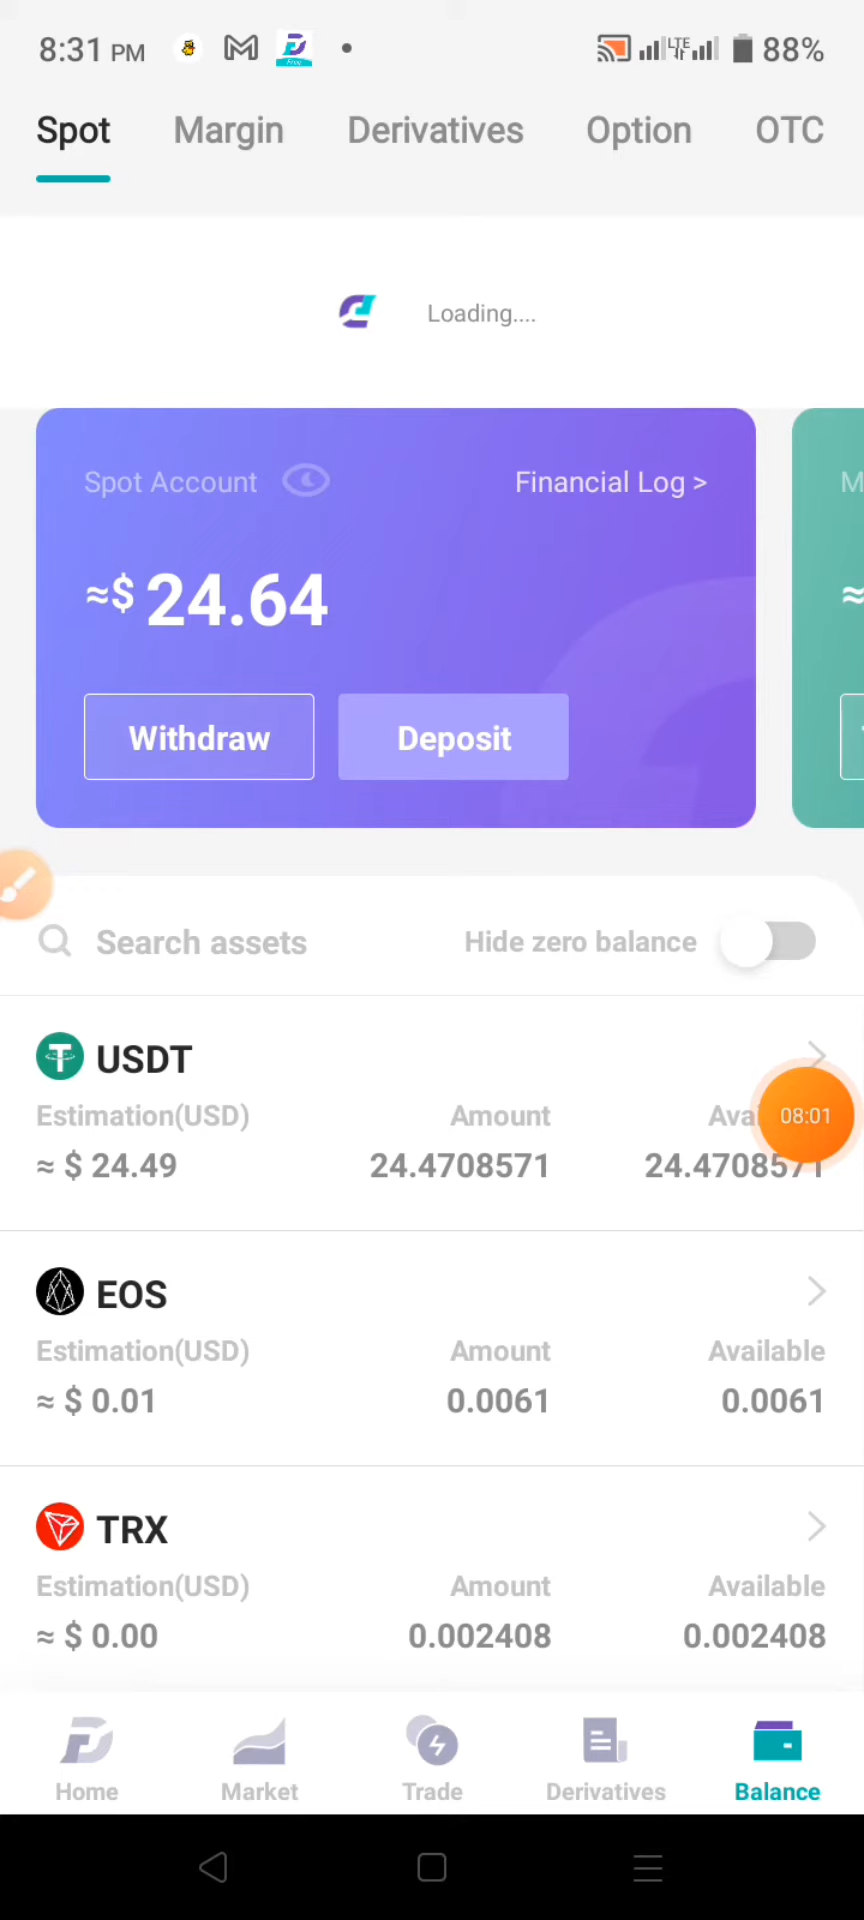 8:31 PM LTE 88%
Spot Margin Derivatives Option OTC
Loading....
Spot Account Financial Log >
≈$ 24.64 ≈
Withdraw Deposit
Search assets Hide zero balance
USDT
Estimation(USD) Amount
≈ $ 24.49 24.4708571 24.4708571
08:01
EOS
Estimation(USD) Amount Available
≈ $ 0.01 0.0061 0.0061
TRX
Estimation(USD) Amount Available
≈ $ 0.00 0.002408 0.002408
Home Market Trade Derivatives Balance